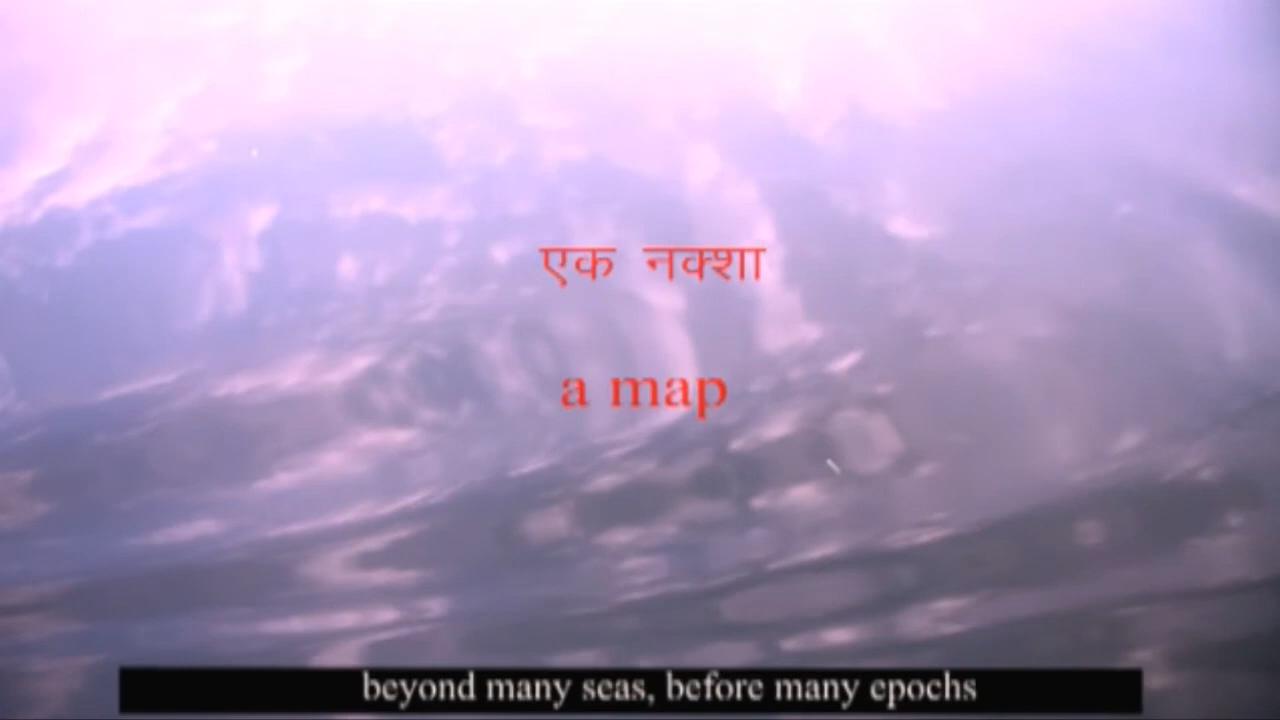 एक नक्शा
a map
beyond many seas, before many epochs